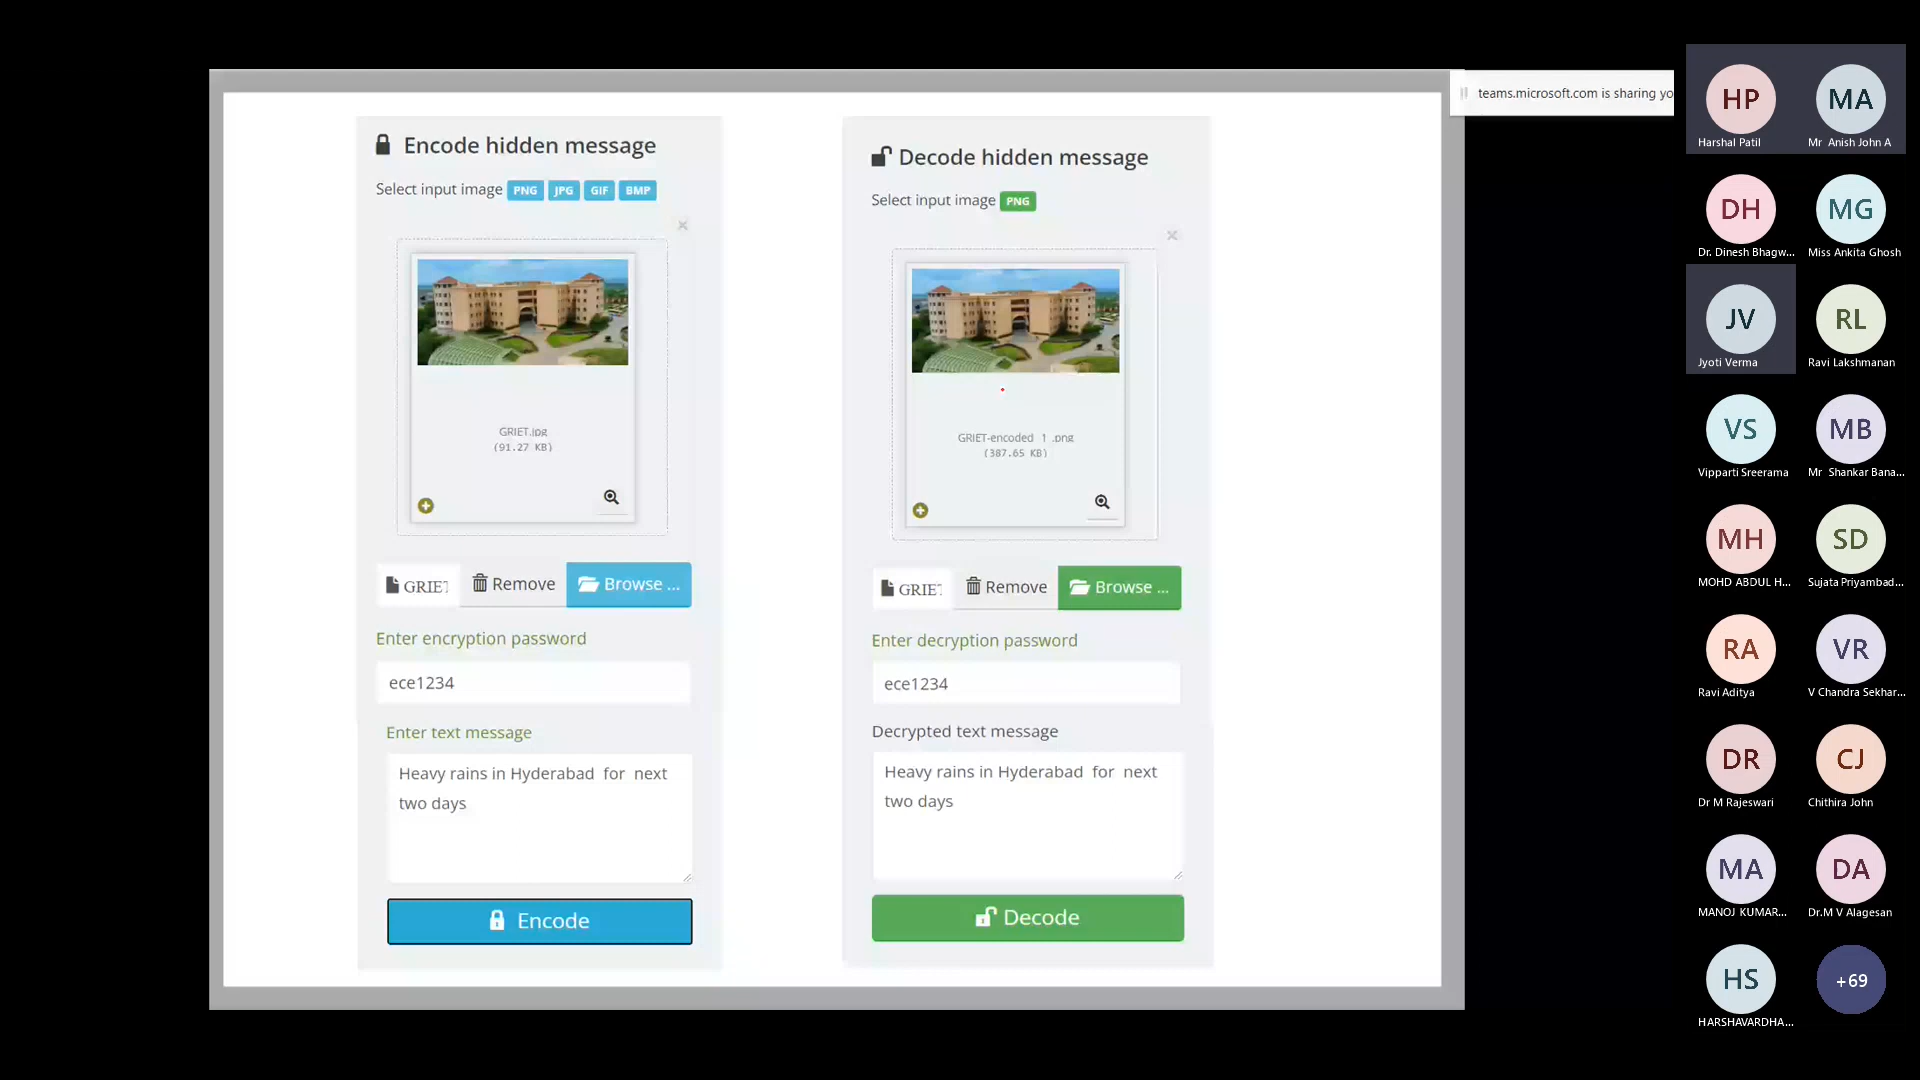 teams.microsoft.com is sharing yo
Encode hidden message
Select input image PNG JPG GIF BMP
×
GRIET.jpg
(91.27 KB)
GRIET
Remove
Browse ...
Enter encryption password
ece1234
Enter text message
Heavy rains in Hyderabad for next
two days
Encode
Decode hidden message
Select input image PNG
×
GRIET-encoded 1 .png
(387.65 KB)
GRIET
Remove
Browse ...
Enter decryption password
ece1234
Decrypted text message
Heavy rains in Hyderabad for next
two days
Decode
HP
Harshal Patil
MA
Mr Anish John A
DH
Dr. Dinesh Bhagw...
MG
Miss Ankita Ghosh
JV
Jyoti Verma
RL
Ravi Lakshmanan
VS
Vipparti Sreerama
MB
Mr Shankar Bana...
MH
MOHD ABDUL H...
SD
Sujata Priyambad...
RA
Ravi Aditya
VR
V Chandra Sekhar...
DR
Dr M Rajeswari
CJ
Chithira John
MA
MANOJ KUMAR...
DA
Dr.M V Alagesan
HS
HARSHAVARDHA...
+69